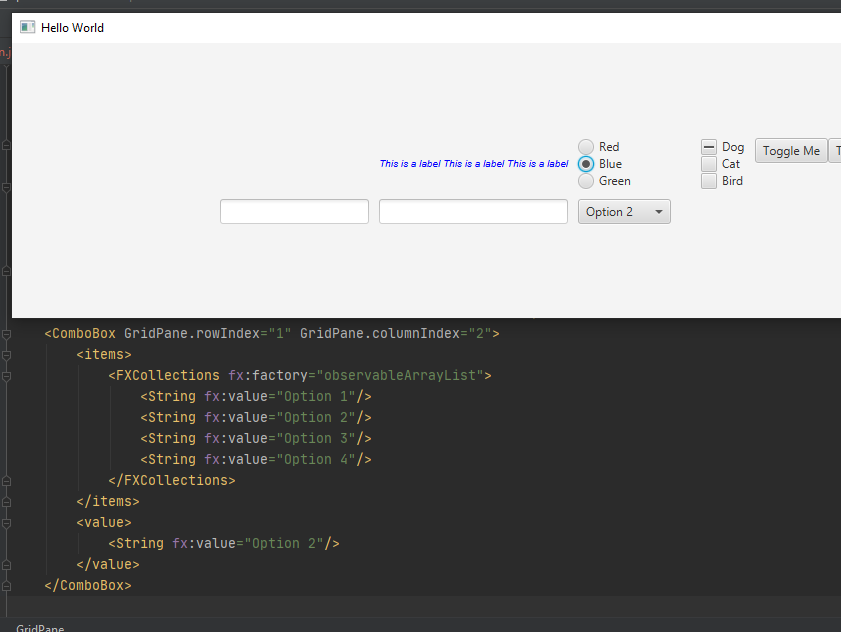 Hello World
n.j
Red
Dog
Toggle Me
T
This is a label This is a label This is a label
Blue
Cat
Green
Bird
Option 2
<ComboBox GridPane.rowIndex="1" GridPane.columnIndex="2">
<items>
<FXCollections fx:factory="observableArrayList">
<String fx:value="Option 1"/>
<String fx:value="Option 2"/>
<String fx:value="Option 3"/>
<String fx:value="Option 4"/>
</FXCollections>
</items>
<value>
<String fx:value="Option 2"/>
</value>
</ComboBox>
GridPane